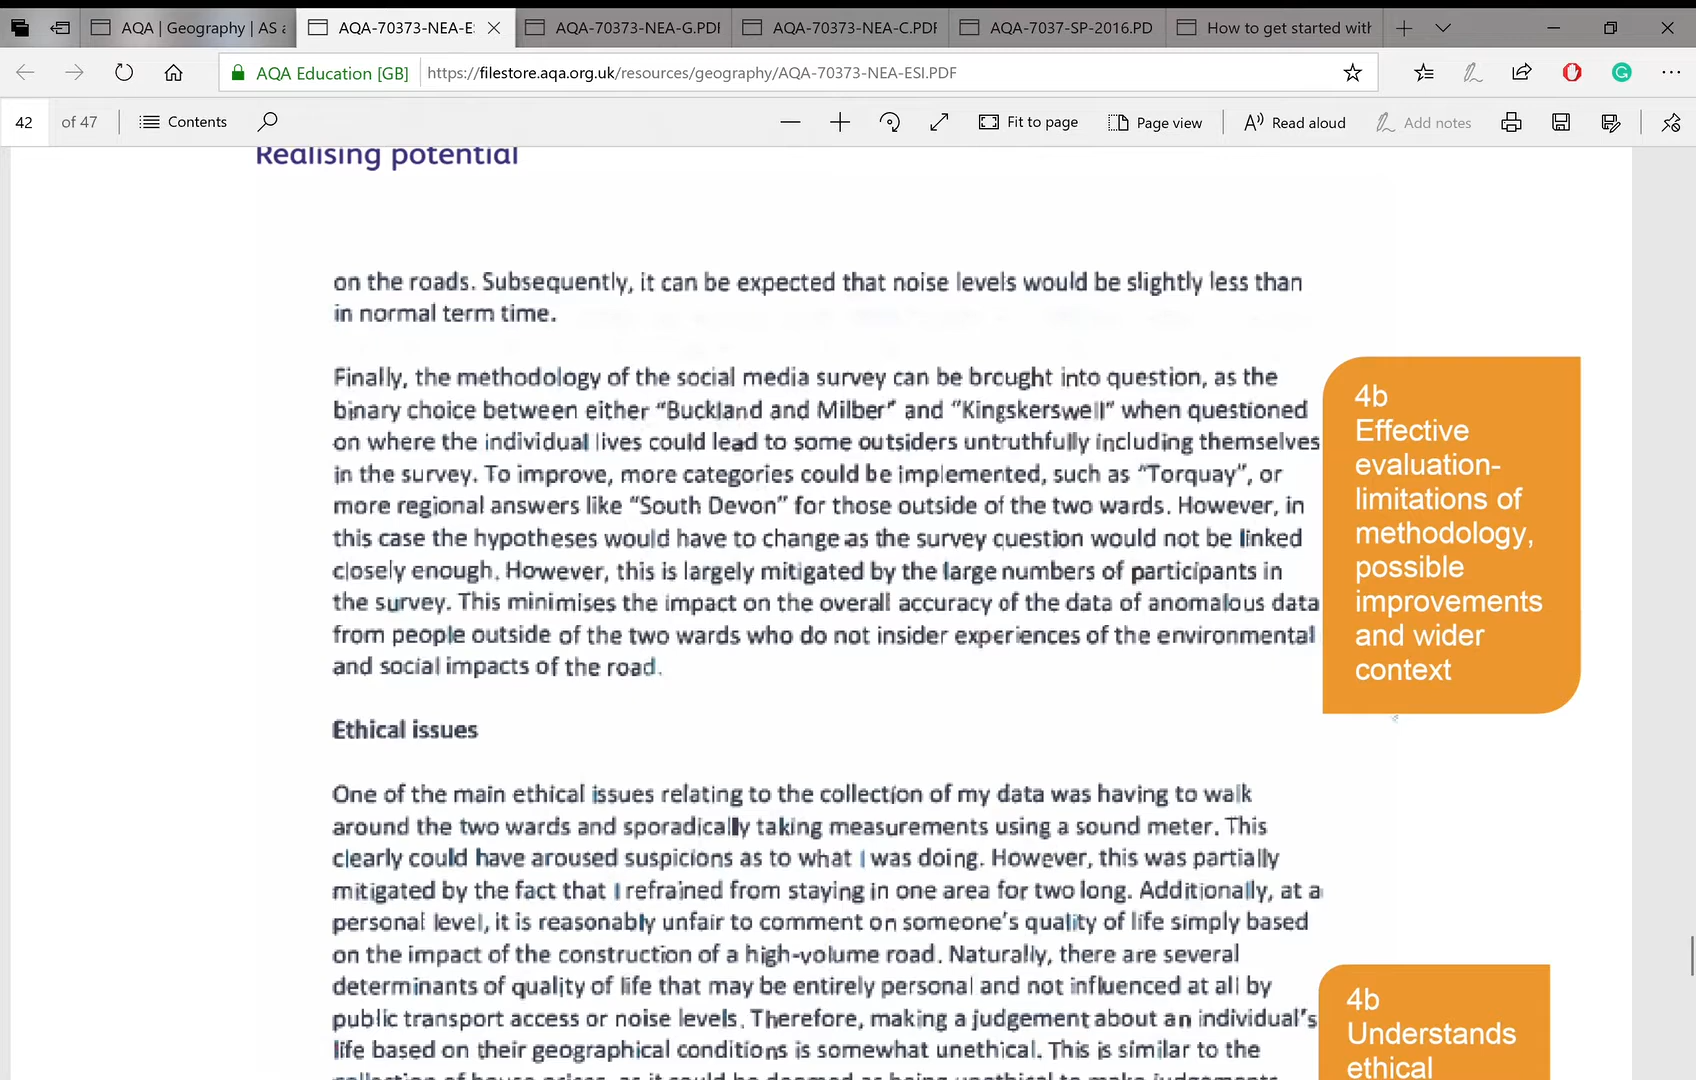 AQA | Geography | AS a
AQA-70373-NEA-ES
AQA-70373-NEA-G.PDF
AQA-70373-NEA-C.PDF
AQA-7037-SP-2016.PD
How to get started with
AQA Education [GB]
https://filestore.aqa.org.uk/resources/geography/AQA-70373-NEA-ESI.PDF
42 of 47 Contents Fit to page Page view Read aloud Add notes
Realising potential
on the roads. Subsequently, it can be expected that noise levels would be slightly less than
in normal term time.
Finally, the methodology of the social media survey can be brought into question, as the
binary choice between either “Buckland and Milber” and “Kingskerswell” when questioned
on where the individual lives could lead to some outsiders untruthfully including themselves
in the survey. To improve, more categories could be implemented, such as “Torquay”, or
more regional answers like “South Devon” for those outside of the two wards. However, in
this case the hypotheses would have to change as the survey question would not be linked
closely enough. However, this is largely mitigated by the large numbers of participants in
the survey. This minimises the impact on the overall accuracy of the data of anomalous data
from people outside of the two wards who do not insider experiences of the environmental
and social impacts of the road.
4b
Effective
evaluation-
limitations of
methodology,
possible
improvements
and wider
context
Ethical issues
One of the main ethical issues relating to the collection of my data was having to walk
around the two wards and sporadically taking measurements using a sound meter. This
clearly could have aroused suspicions as to what I was doing. However, this was partially
mitigated by the fact that I refrained from staying in one area for two long. Additionally, at a
personal level, it is reasonably unfair to comment on someone’s quality of life simply based
on the impact of the construction of a high-volume road. Naturally, there are several
determinants of quality of life that may be entirely personal and not influenced at all by
public transport access or noise levels. Therefore, making a judgement about an individual’s
life based on their geographical conditions is somewhat unethical. This is similar to the
collection of house prices, as it could be deemed as being unethical to make judgements
4b
Understands
ethical